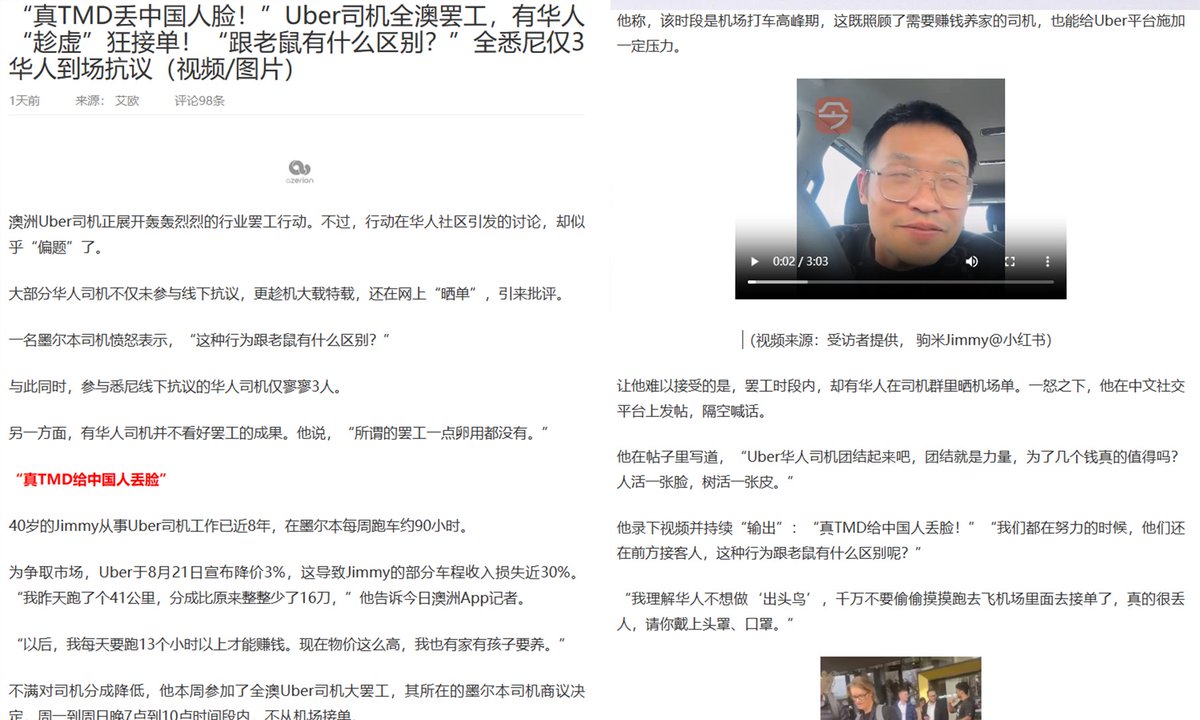 “真TMD丢中国人脸！”Uber司机全澳罢工，有华人
“趁虚”狂接单！“跟老鼠有什么区别？”全悉尼仅3
华人到场抗议（视频/图片）
1天前 来源： 艾欧 评论98条
azerion
澳洲Uber司机正展开轰轰烈烈的行业罢工行动。不过，行动在华人社区引发的讨论，却似
乎“偏题”了。
大部分华人司机不仅未参与线下抗议，更趁机大载特载，还在网上“晒单”，引来批评。
一名墨尔本司机愤怒表示，“这种行为跟老鼠有什么区别？”
与此同时，参与悉尼线下抗议的华人司机仅寥寥3人。
另一方面，有华人司机并不看好罢工的成果。他说，“所谓的罢工一点卵用都没有。”
“真TMD给中国人丢脸”
40岁的Jimmy从事Uber司机工作已近8年，在墨尔本每周跑车约90小时。
为争取市场，Uber于8月21日宣布降价3%，这导致Jimmy的部分车程收入损失近30%。
“我昨天跑了个41公里，分成比原来整整少了16刀，”他告诉今日澳洲App记者。
“以后，我每天要跑13个小时以上才能赚钱。现在物价这么高，我也有家有孩子要养。”
不满对司机分成降低，他本周参加了全澳Uber司机大罢工，其所在的墨尔本司机商议决
定，周一到周日晚7点到10点时间段内，不从机场接单。
他称，该时段是机场打车高峰期，这既照顾了需要赚钱养家的司机，也能给Uber平台施加
一定压力。
0:02 / 3:03
（视频来源：受访者提供， 驹米Jimmy@小红书）
让他难以接受的是，罢工时段内，却有华人在司机群里晒机场单。一怒之下，他在中文社交
平台上发帖，隔空喊话。
他在帖子里写道，“Uber华人司机团结起来吧，团结就是力量，为了几个钱真的值得吗？
人活一张脸，树活一张皮。”
他录下视频并持续“输出”：“真TMD给中国人丢脸！”“我们都在努力的时候，他们还
在前方接客人，这种行为跟老鼠有什么区别呢？”
“我理解华人不想做‘出头鸟’，千万不要偷偷摸摸跑去飞机场里面去接单了，真的很丢
人，请你戴上头罩、口罩。”